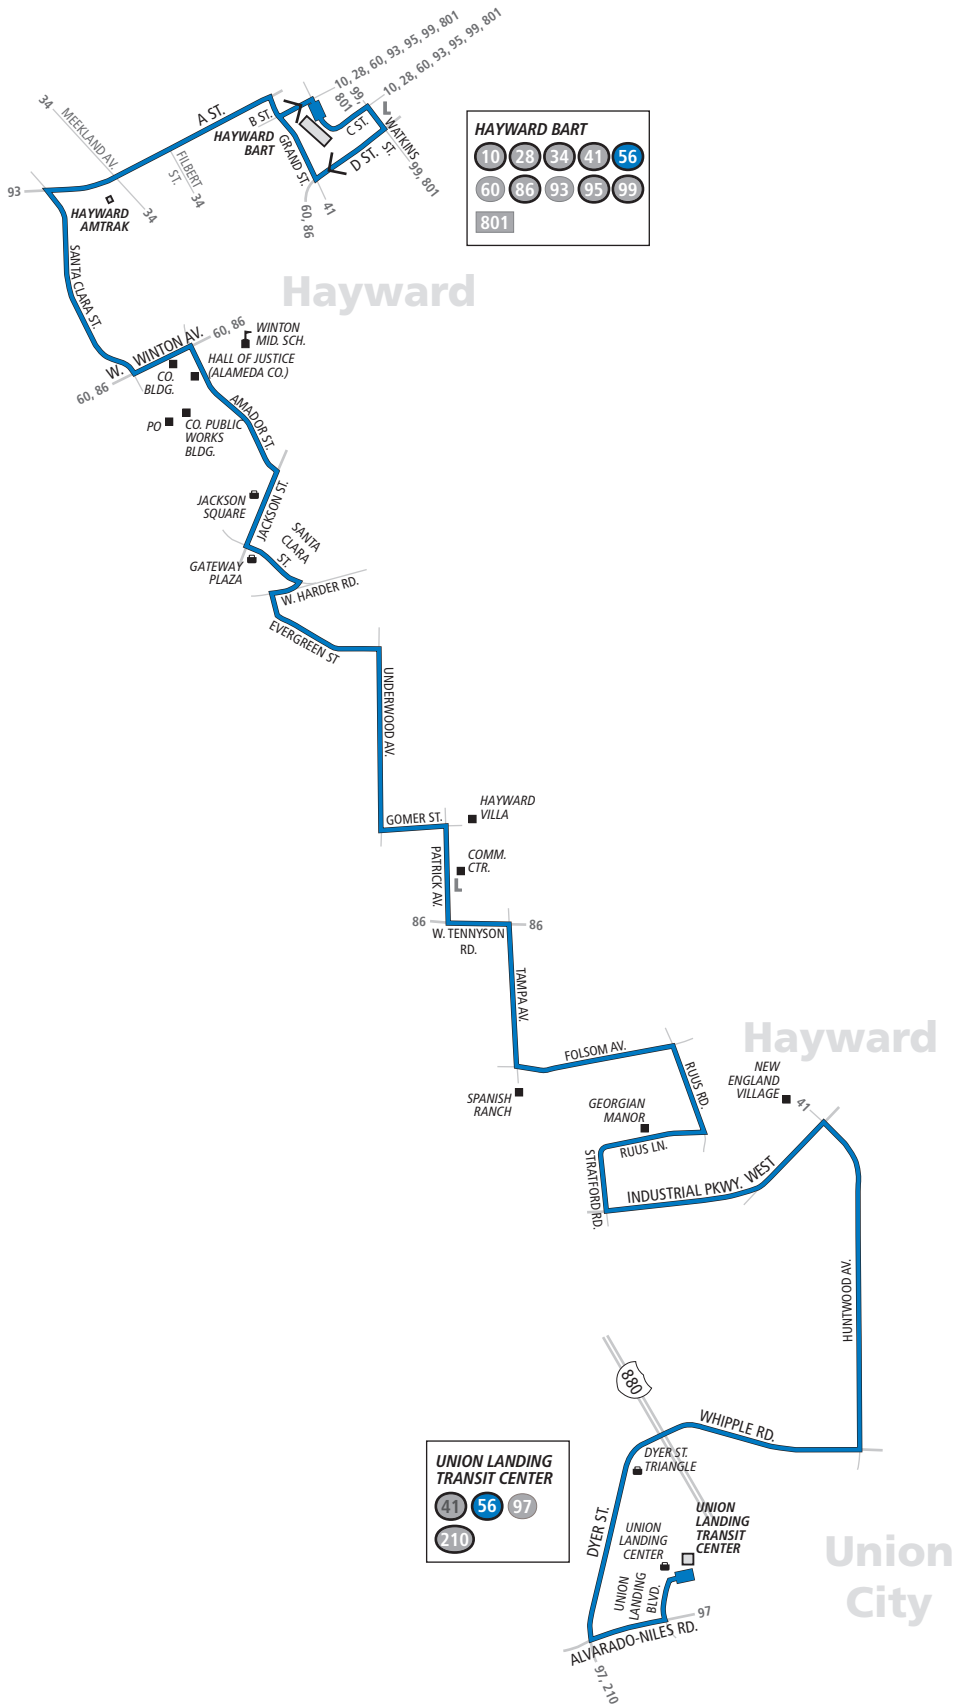 10, 28, 60, 93, 95, 99, 801
10, 28, 60, 93, 95, 99, 801
99,
801
34
MEEKLAND AV.
A ST.
B ST.
C ST.
HAYWARD
BART
GRAND ST.
D ST.
WATKINS
ST.
L
99, 801
FILBERT
ST.
34
93
34
HAYWARD
AMTRAK
60, 86
41
HAYWARD BART
10 28 34 41 56
60 86 93 95 99
801
Hayward
SANTA CLARA ST.
W. WINTON AV.
60, 86
60, 86
WINTON
MID. SCH.
HALL OF JUSTICE
(ALAMEDA CO.)
CO.
BLDG.
PO
CO. PUBLIC
WORKS
BLDG.
AMADOR ST.
JACKSON
SQUARE
JACKSON ST.
SANTA
CLARA
ST.
GATEWAY
PLAZA
W. HARDER RD.
EVERGREEN ST
UNDERWOOD AV.
GOMER ST.
HAYWARD
VILLA
PATRICK AV.
COMM.
CTR.
L
86
86
W. TENNYSON
RD.
TAMPA AV.
Hayward
FOLSOM AV.
RUUS RD.
SPANISH
RANCH
GEORGIAN
MANOR
NEW
ENGLAND
VILLAGE
41
RUUS LN.
STRATFORD RD.
INDUSTRIAL PKWY. WEST
HUNTWOOD AV.
880
WHIPPLE RD.
UNION LANDING
TRANSIT CENTER
41 56 97
210
DYER ST.
TRIANGLE
DYER ST.
UNION
LANDING
CENTER
UNION
LANDING
TRANSIT
CENTER
UNION
LANDING
BLVD.
Union
City
97
ALVARADO-NILES RD.
97, 210